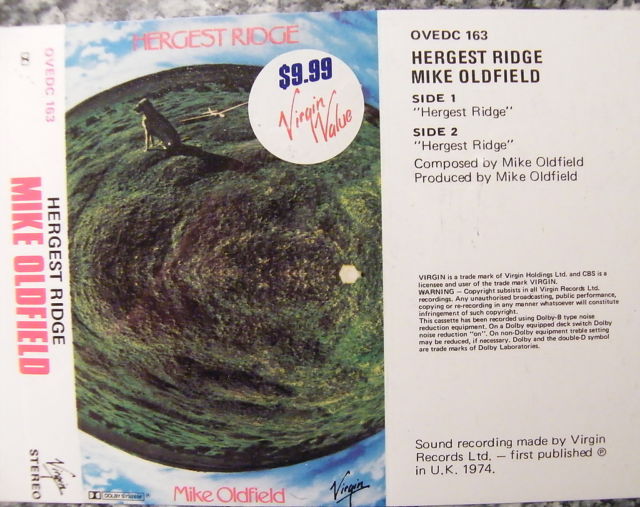 OVEDC 163
HERGEST RIDGE
MIKE OLDFIELD
STEREO
Virgin
HERGEST RIDGE
$9.99
Virgin
Value
DOLBY SYSTEM
Mike Oldfield
Virgin
OVEDC 163
HERGEST RIDGE
MIKE OLDFIELD
SIDE 1
"Hergest Ridge"
SIDE 2
"Hergest Ridge"
Composed by Mike Oldfield
Produced by Mike Oldfield
VIRGIN is a trade mark of Virgin Holdings Ltd. and CBS is a
licensee and user of the trade mark VIRGIN.
WARNING – Copyright subsists in all Virgin Records Ltd.
recordings. Any unauthorised broadcasting, public performance,
copying or re-recording in any manner whatsoever will constitute
infringement of such copyright.
This cassette has been recorded using Dolby-B type noise
reduction equipment. On a Dolby equipped deck switch Dolby
noise reduction "on". On non-Dolby equipment treble setting
may be reduced, if necessary. Dolby and the double-D symbol
are trade marks of Dolby Laboratories.
Sound recording made by Virgin
Records Ltd. – first published ℗
in U.K. 1974.